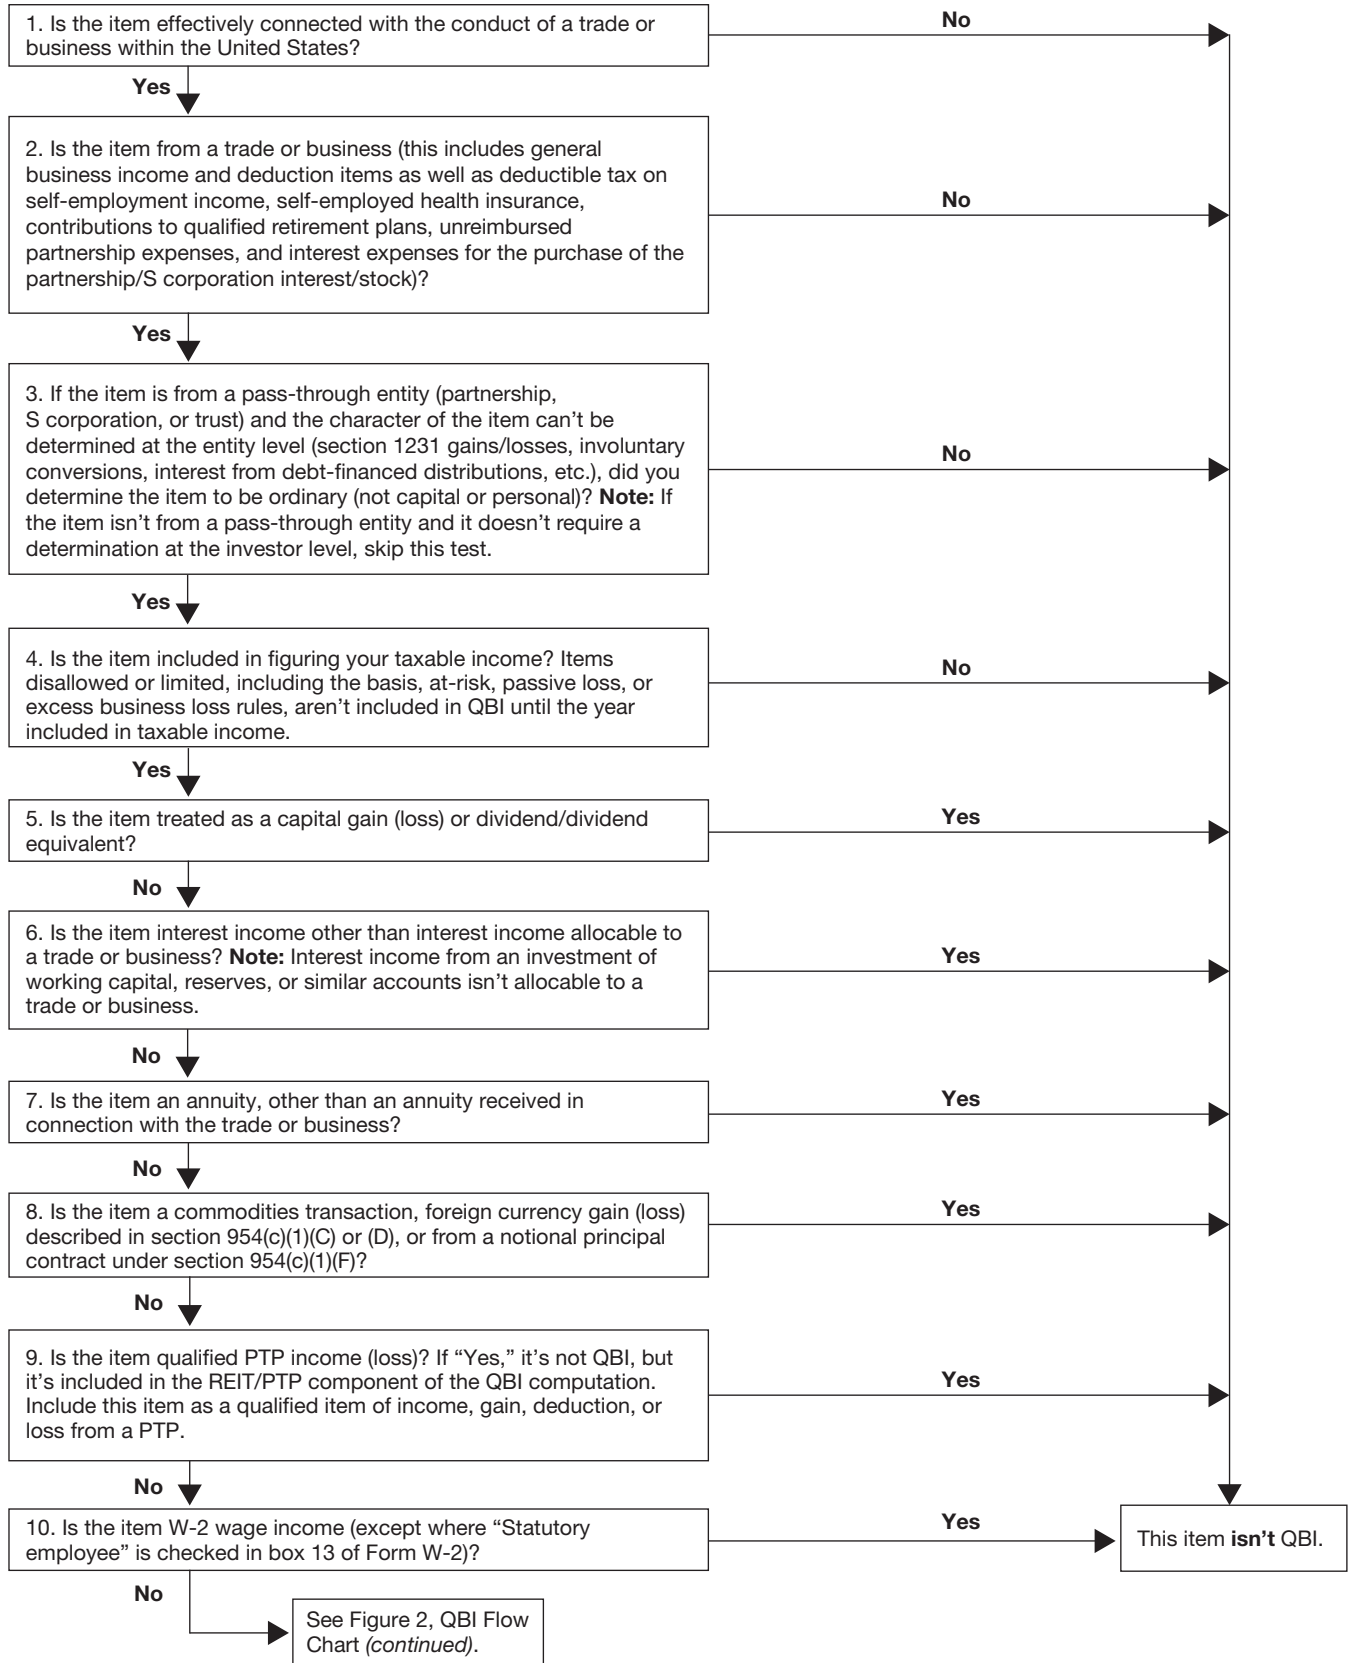 1. Is the item effectively connected with the conduct of a trade or
business within the United States?
No
Yes
2. Is the item from a trade or business (this includes general
business income and deduction items as well as deductible tax on
self-employment income, self-employed health insurance,
contributions to qualified retirement plans, unreimbursed
partnership expenses, and interest expenses for the purchase of the
partnership/S corporation interest/stock)?
No
Yes
3. If the item is from a pass-through entity (partnership,
S corporation, or trust) and the character of the item can’t be
determined at the entity level (section 1231 gains/losses, involuntary
conversions, interest from debt-financed distributions, etc.), did you
determine the item to be ordinary (not capital or personal)? Note: If
the item isn’t from a pass-through entity and it doesn’t require a
determination at the investor level, skip this test.
No
Yes
4. Is the item included in figuring your taxable income? Items
disallowed or limited, including the basis, at-risk, passive loss, or
excess business loss rules, aren’t included in QBI until the year
included in taxable income.
No
Yes
5. Is the item treated as a capital gain (loss) or dividend/dividend
equivalent?
Yes
No
6. Is the item interest income other than interest income allocable to
a trade or business? Note: Interest income from an investment of
working capital, reserves, or similar accounts isn’t allocable to a
trade or business.
Yes
No
7. Is the item an annuity, other than an annuity received in
connection with the trade or business?
Yes
No
8. Is the item a commodities transaction, foreign currency gain (loss)
described in section 954(c)(1)(C) or (D), or from a notional principal
contract under section 954(c)(1)(F)?
Yes
No
9. Is the item qualified PTP income (loss)? If “Yes,” it’s not QBI, but
it’s included in the REIT/PTP component of the QBI computation.
Include this item as a qualified item of income, gain, deduction, or
loss from a PTP.
Yes
No
10. Is the item W-2 wage income (except where “Statutory
employee” is checked in box 13 of Form W-2)?
Yes
This item isn’t QBI.
No
See Figure 2, QBI Flow
Chart (continued).